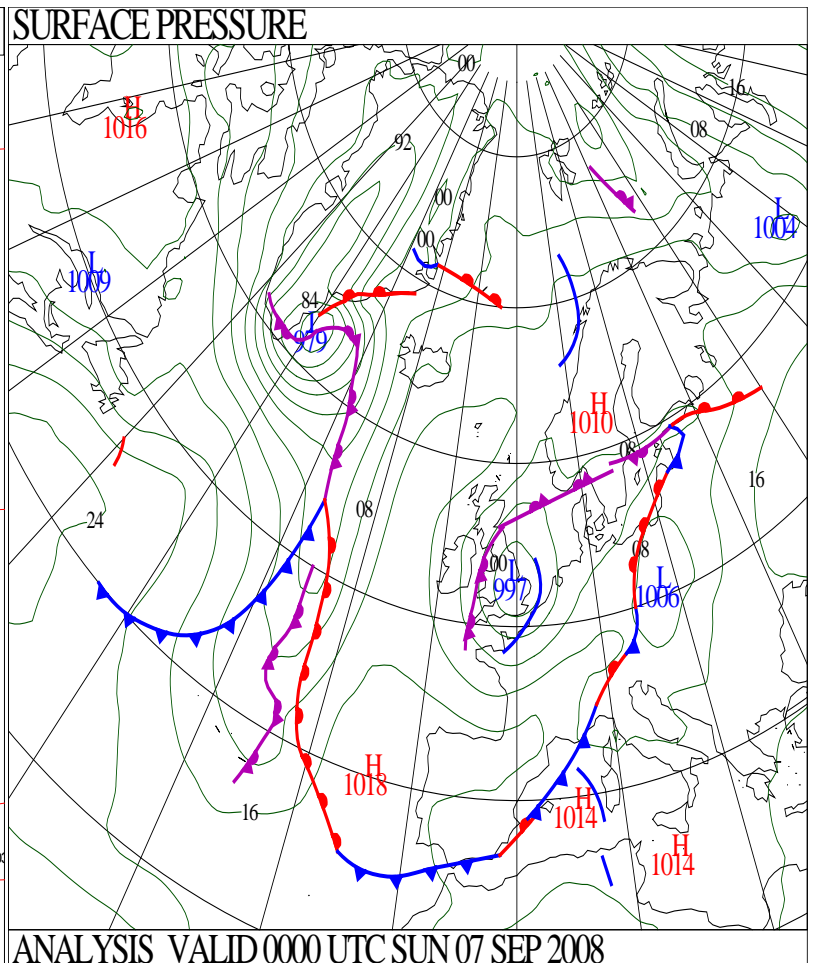 SURFACE PRESSURE
00
16
H
1016
08
92
00
L
1004
00
L
1009
84
L
979
H
1010
08
16
24
08
08
00
L
997
L
1006
H
1018
H
1014
16
H
1014
ANALYSIS VALID 0000 UTC SUN 07 SEP 2008